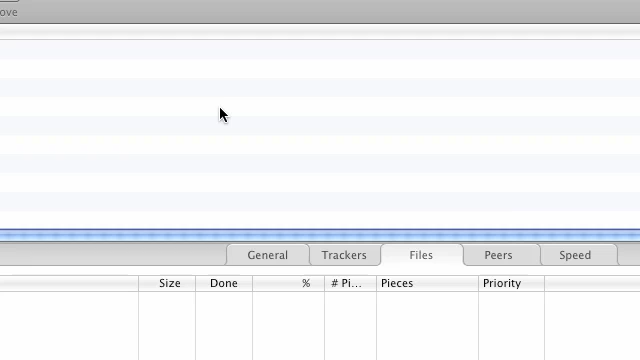 ove
General Trackers Files Peers Speed
Size Done % # Pi... Pieces Priority